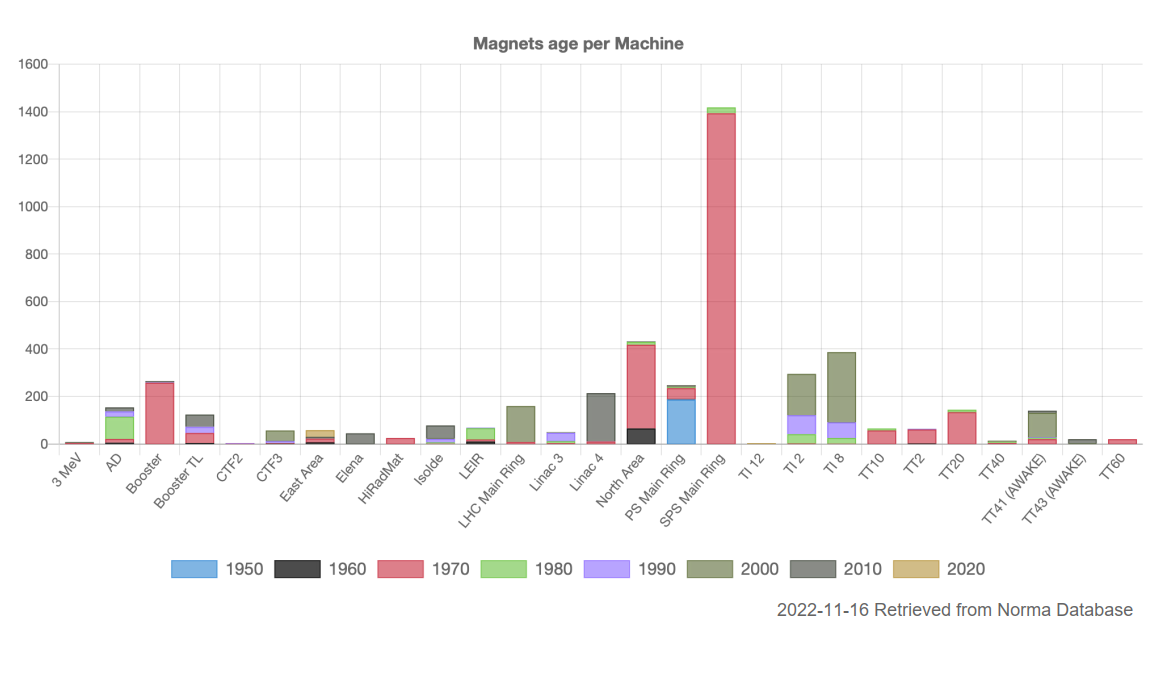 Magnets age per Machine
1600
1400
1200
1000
800
600
400
200
0
3 MeV
AD
Booster
Booster TL
CTF2
CTF3
East Area
Elena
HiRadMat
Isolde
LEIR
LHC Main Ring
Linac 3
Linac 4
North Area
PS Main Ring
SPS Main Ring
TI 12
TI 2
TI 8
TT10
TT2
TT20
TT40
TT41 (AWAKE)
TT43 (AWAKE)
TT60
1950 1960 1970 1980 1990 2000 2010 2020
2022-11-16 Retrieved from Norma Database